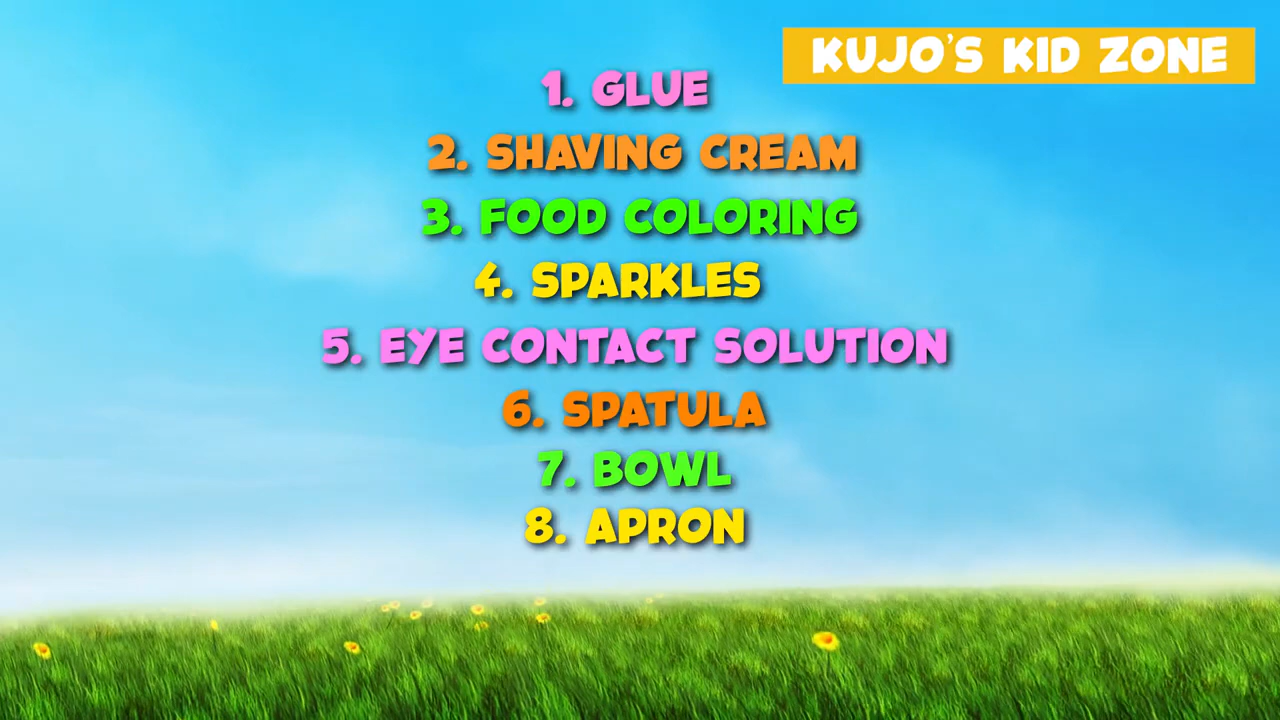 KUJO'S KID ZONE
1. GLUE
2. SHAVING CREAM
3. FOOD COLORING
4. SPARKLES
5. EYE CONTACT SOLUTION
6. SPATULA
7. BOWL
8. APRON